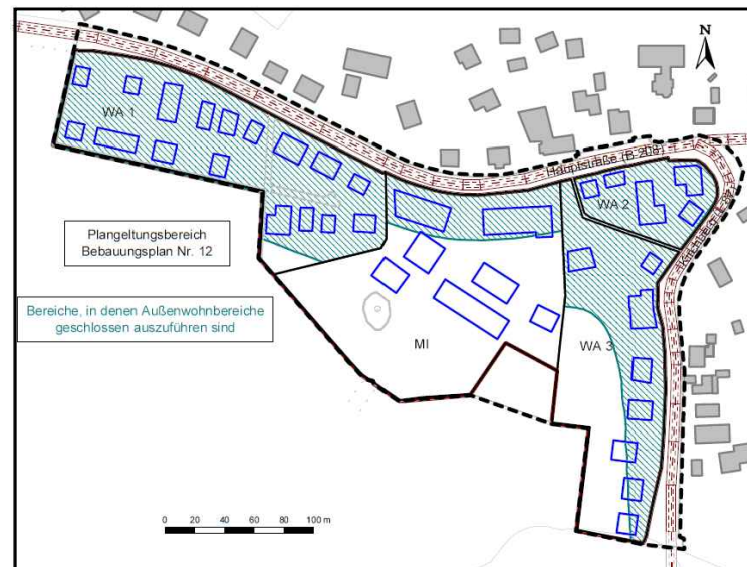 N
WA 1
Hauptstraße (B 208)
WA 2
Plangeltungsbereich
Bebauungsplan Nr. 12
Bereiche, in denen Außenwohnbereiche
geschlossen auszuführen sind
MI
WA 3
0 20 40 60 80 100 m